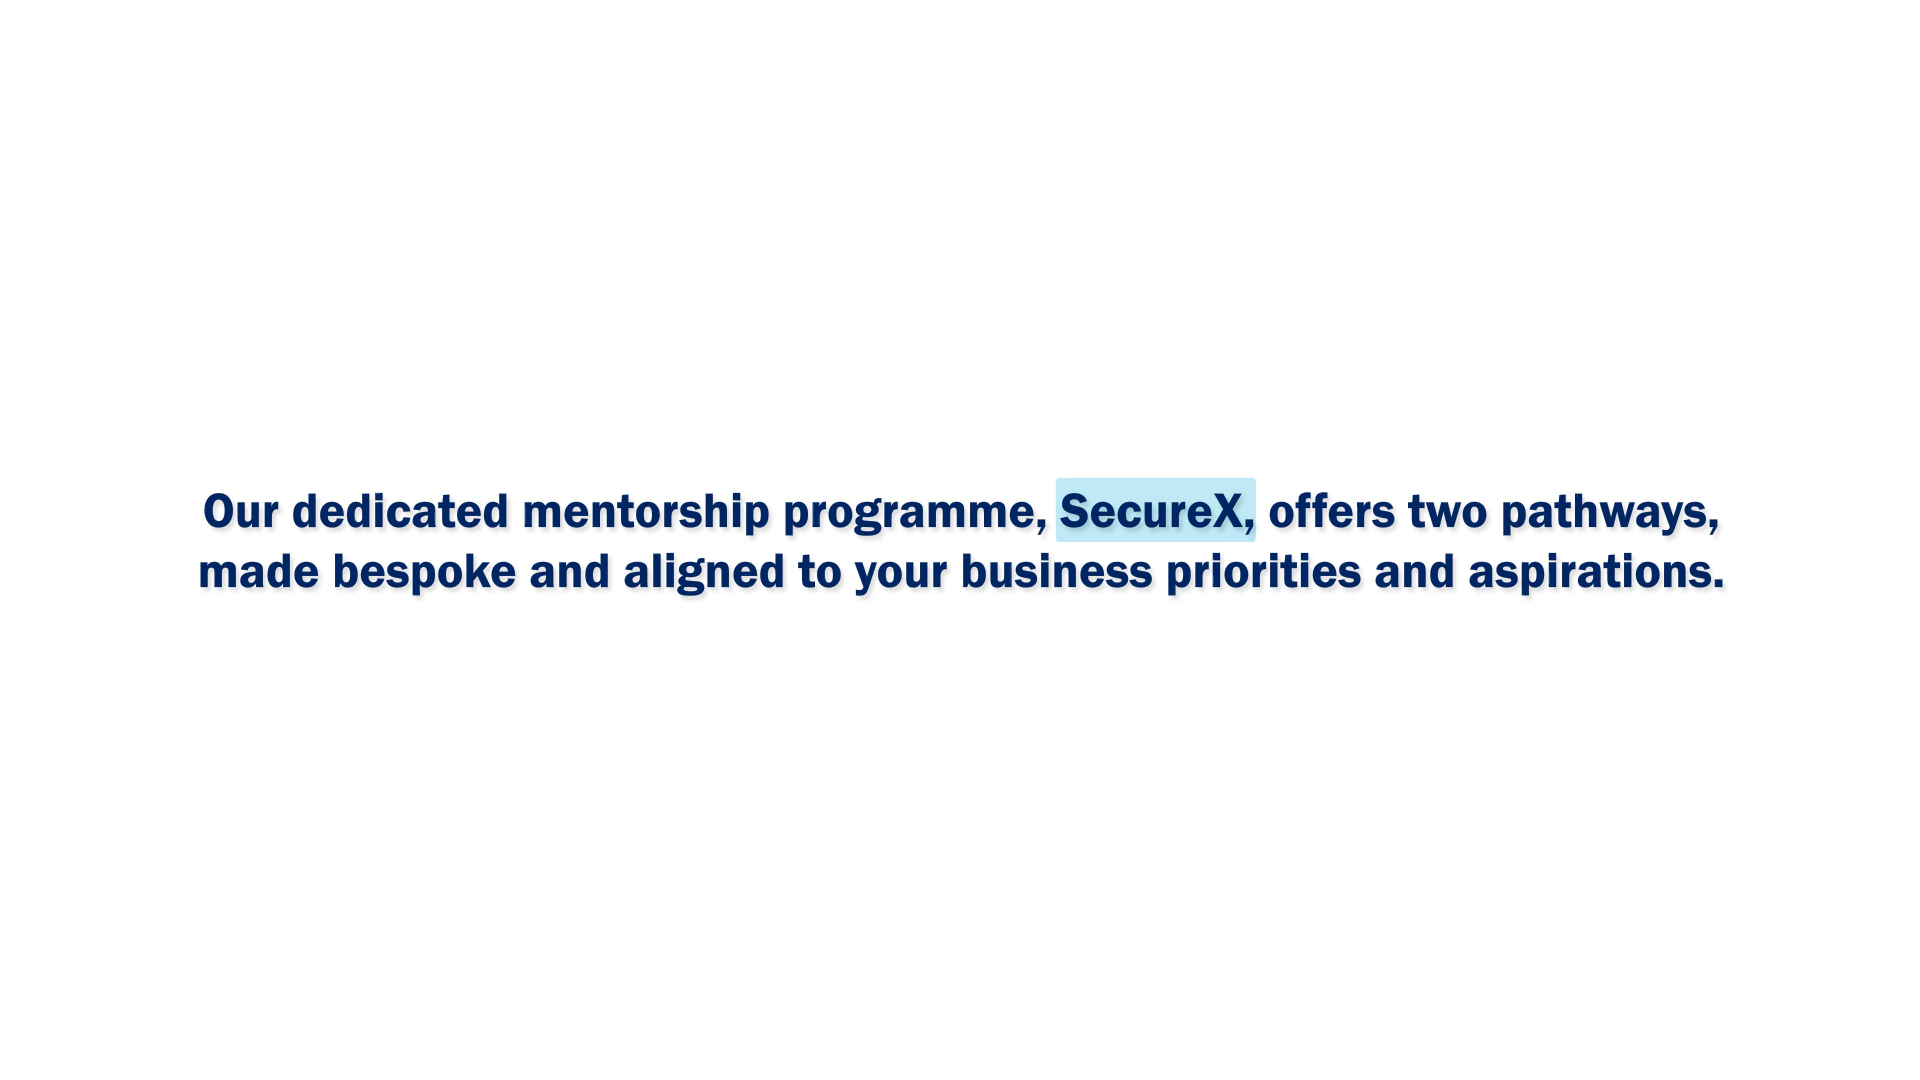 Our dedicated mentorship programme, SecureX, offers two pathways,
made bespoke and aligned to your business priorities and aspirations.